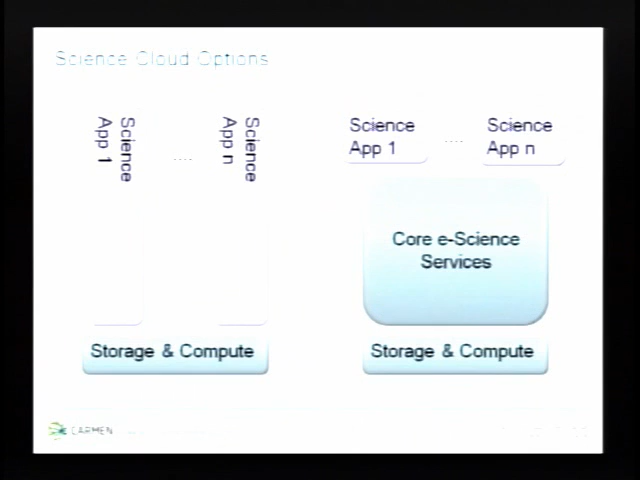 Science Cloud Options
Science
App 1
....
Science
App n
Storage & Compute
Science
App 1
....
Science
App n
Core e-Science
Services
Storage & Compute
CARMEN